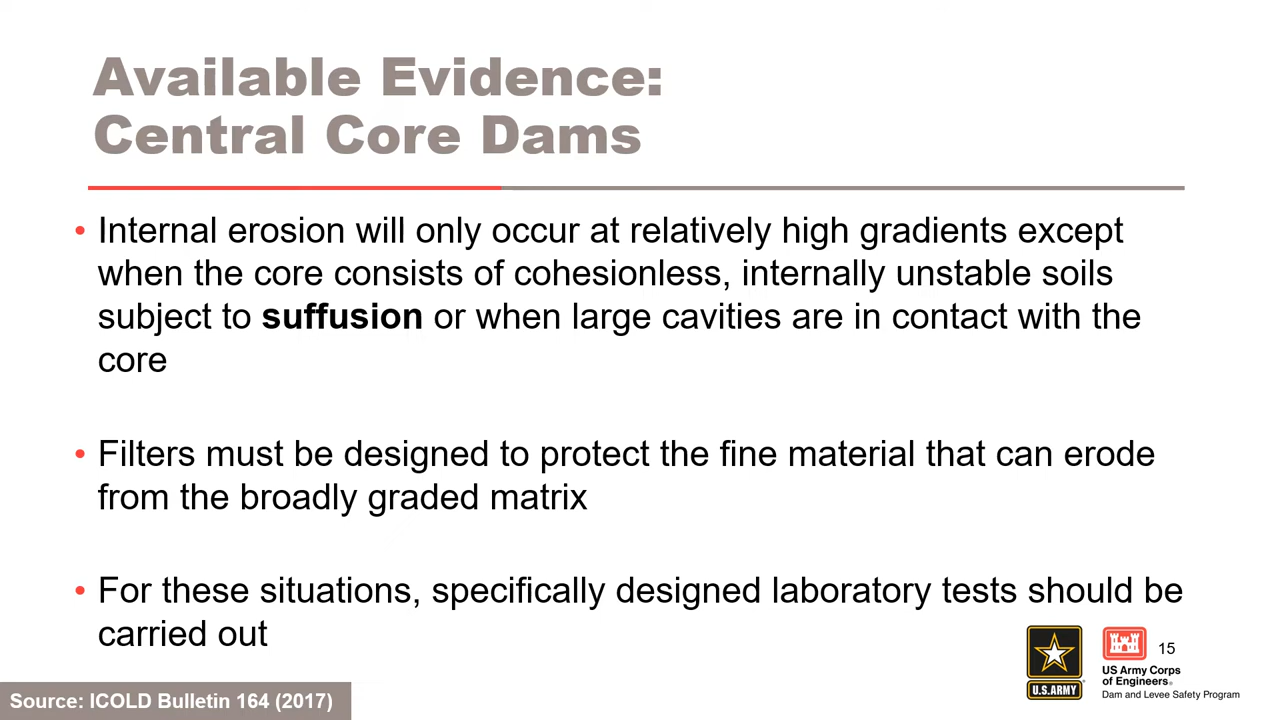 Available Evidence:
Central Core Dams
• Internal erosion will only occur at relatively high gradients except
when the core consists of cohesionless, internally unstable soils
subject to suffusion or when large cavities are in contact with the
core
• Filters must be designed to protect the fine material that can erode
from the broadly graded matrix
• For these situations, specifically designed laboratory tests should be
carried out
U.S.ARMY
15
US Army Corps
of Engineers®
Dam and Levee Safety Program
Source: ICOLD Bulletin 164 (2017)